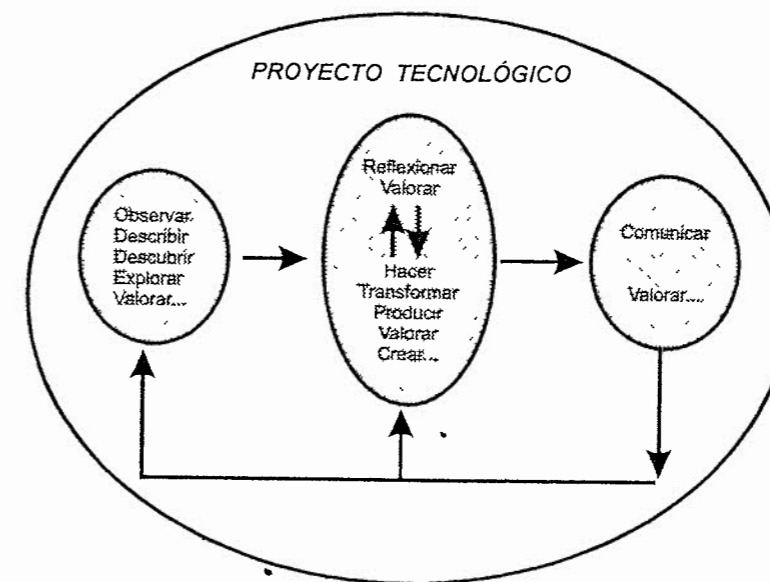 PROYECTO TECNOLÓGICO
Observar
Describir
Descubrir
Explorar
Valorar...
Reflexionar
Valorar
Hacer
Transformar
Producir
Valorar
Crear...
Comunicar
Valorar...